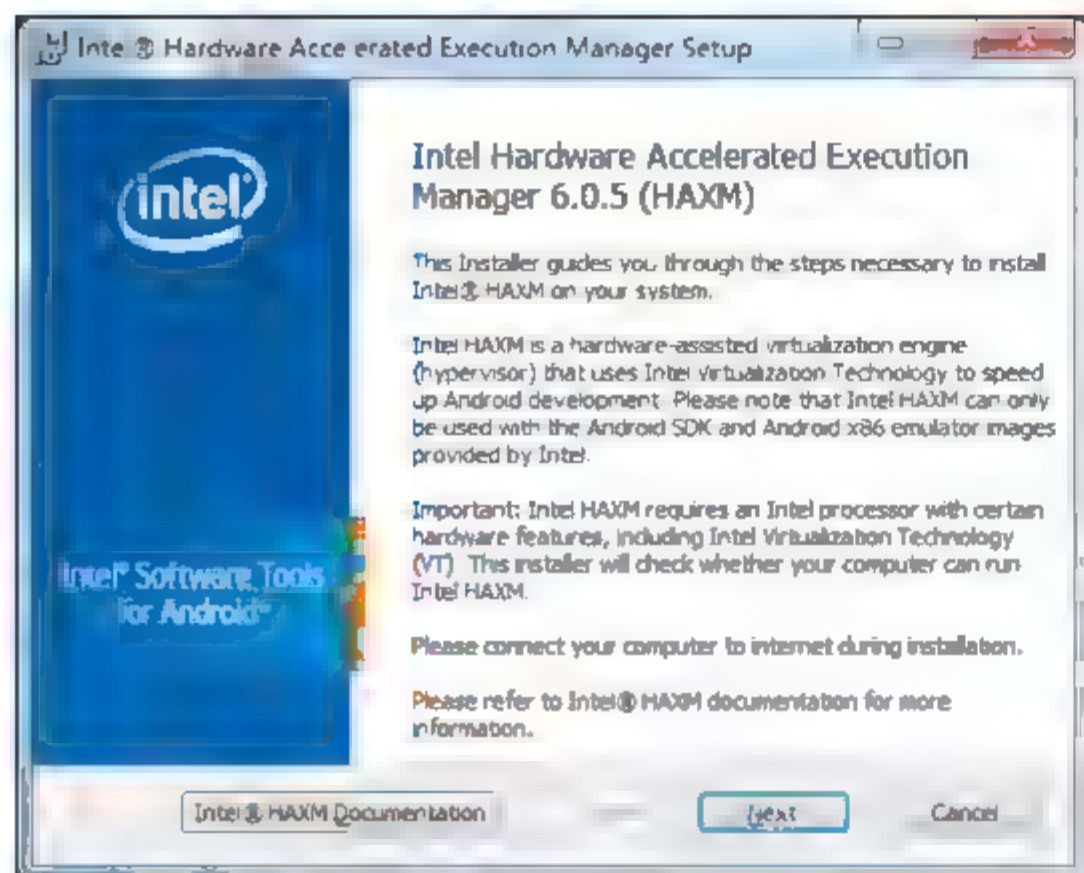 Intel® Hardware Accelerated Execution Manager Setup
intel
Intel® Software Tools
for Android*
Intel Hardware Accelerated Execution
Manager 6.0.5 (HAXM)
This Installer guides you through the steps necessary to install
Intel® HAXM on your system.
Intel HAXM is a hardware-assisted virtualization engine
(hypervisor) that uses Intel Virtualization Technology to speed
up Android development. Please note that Intel HAXM can only
be used with the Android SDK and Android x86 emulator images
provided by Intel.
Important: Intel HAXM requires an Intel processor with certain
hardware features, including Intel Virtualization Technology
(VT). This installer will check whether your computer can run
Intel HAXM.
Please connect your computer to internet during installation.
Please refer to Intel® HAXM documentation for more
information.
Intel® HAXM Documentation
Next
Cancel